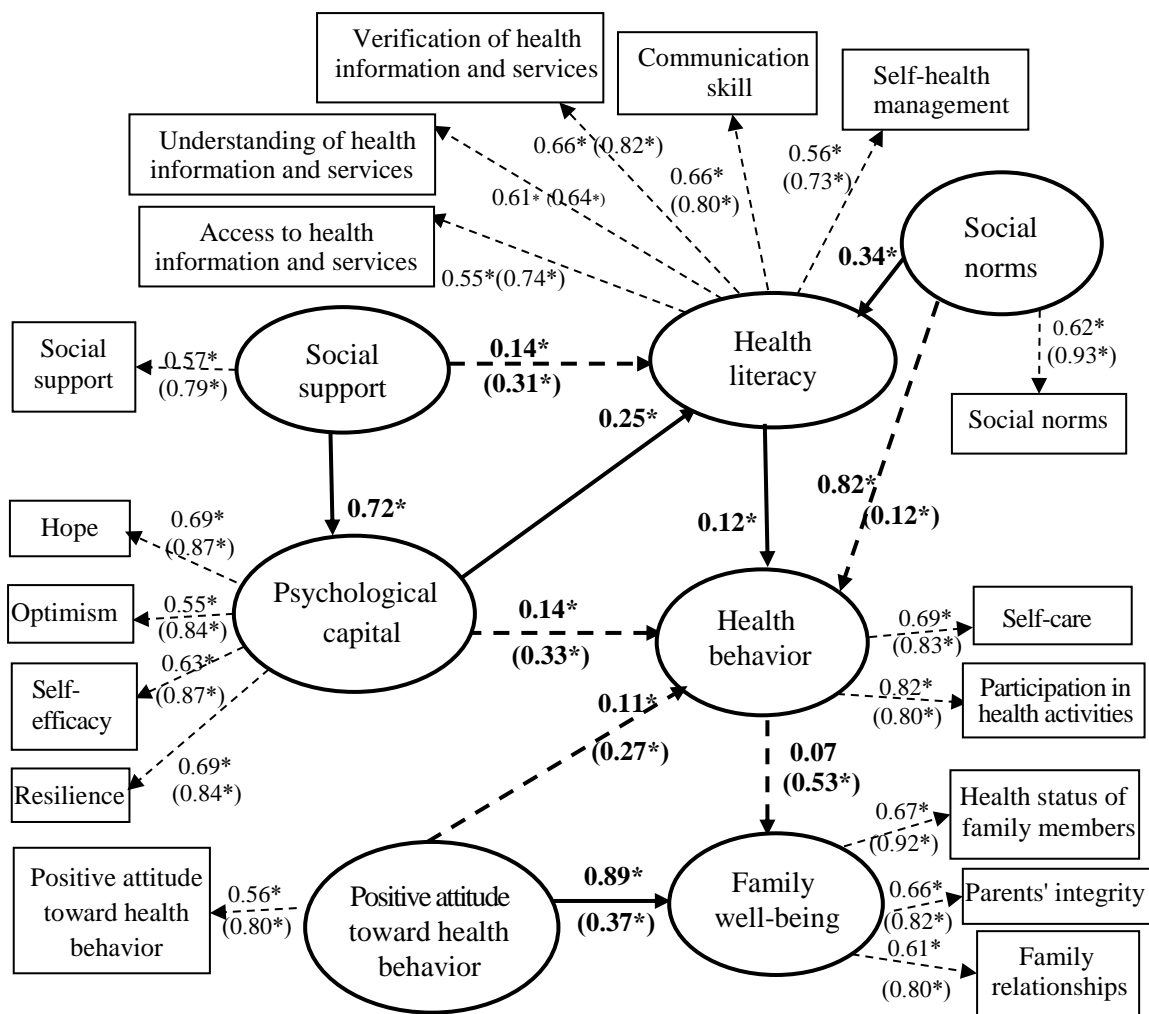 Verification of health
information and services
Communication
skill
Self-health
management
Understanding of health
information and services
Access to health
information and services
0.66* (0.82*)
0.61* (0.64*)
0.55*(0.74*)
0.66*
(0.80*)
0.56*
(0.73*)
Social
norms
0.34*
0.62*
(0.93*)
Social norms
Social
support
0.57*
(0.79*)
Social
support
0.14*
(0.31*)
Health
literacy
0.25*
0.72*
0.12*
0.82*
(0.12*)
Hope
0.69*
(0.87*)
Optimism
0.55*
(0.84*)
Self-
efficacy
0.63*
(0.87*)
Resilience
0.69*
(0.84*)
Psychological
capital
0.14*
(0.33*)
Health
behavior
0.69*
(0.83*)
Self-care
0.82*
(0.80*)
Participation in
health activities
0.11*
(0.27*)
0.07
(0.53*)
Positive attitude
toward health
behavior
0.56*
(0.80*)
Positive attitude
toward health
behavior
0.89*
(0.37*)
Family
well-being
0.67*
(0.92*)
Health status of
family members
0.66*
(0.82*)
Parents' integrity
0.61*
(0.80*)
Family
relationships